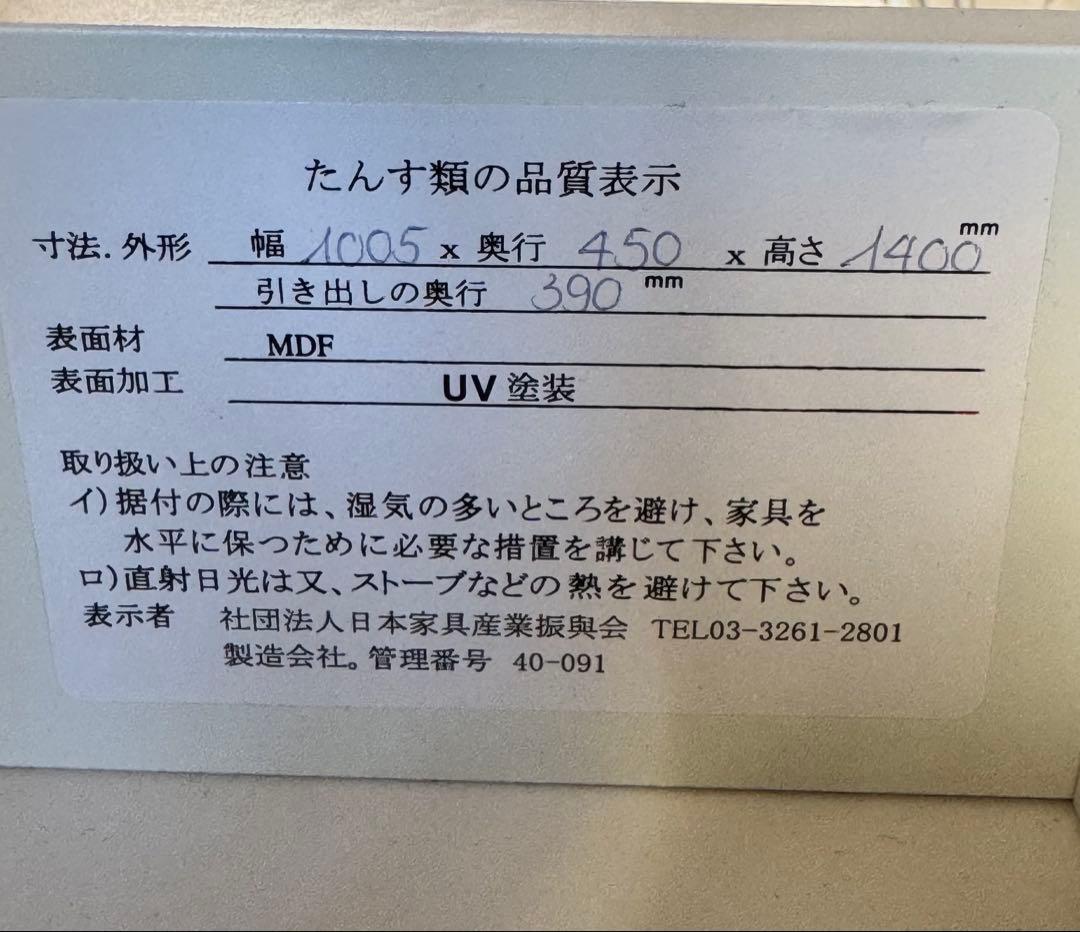 たんす類の品質表示
寸法.外形 幅 1005 x 奥行 450 x 高さ 1400 mm
引き出しの奥行 390 mm
表面材 MDF
表面加工 UV塗装
取り扱い上の注意
イ)据付の際には、湿気の多いところを避け、家具を
水平に保つために必要な措置を講じて下さい。
ロ)直射日光は又、ストーブなどの熱を避けて下さい。
表示者 社団法人日本家具産業振興会 TEL03-3261-2801
製造会社。管理番号 40-091